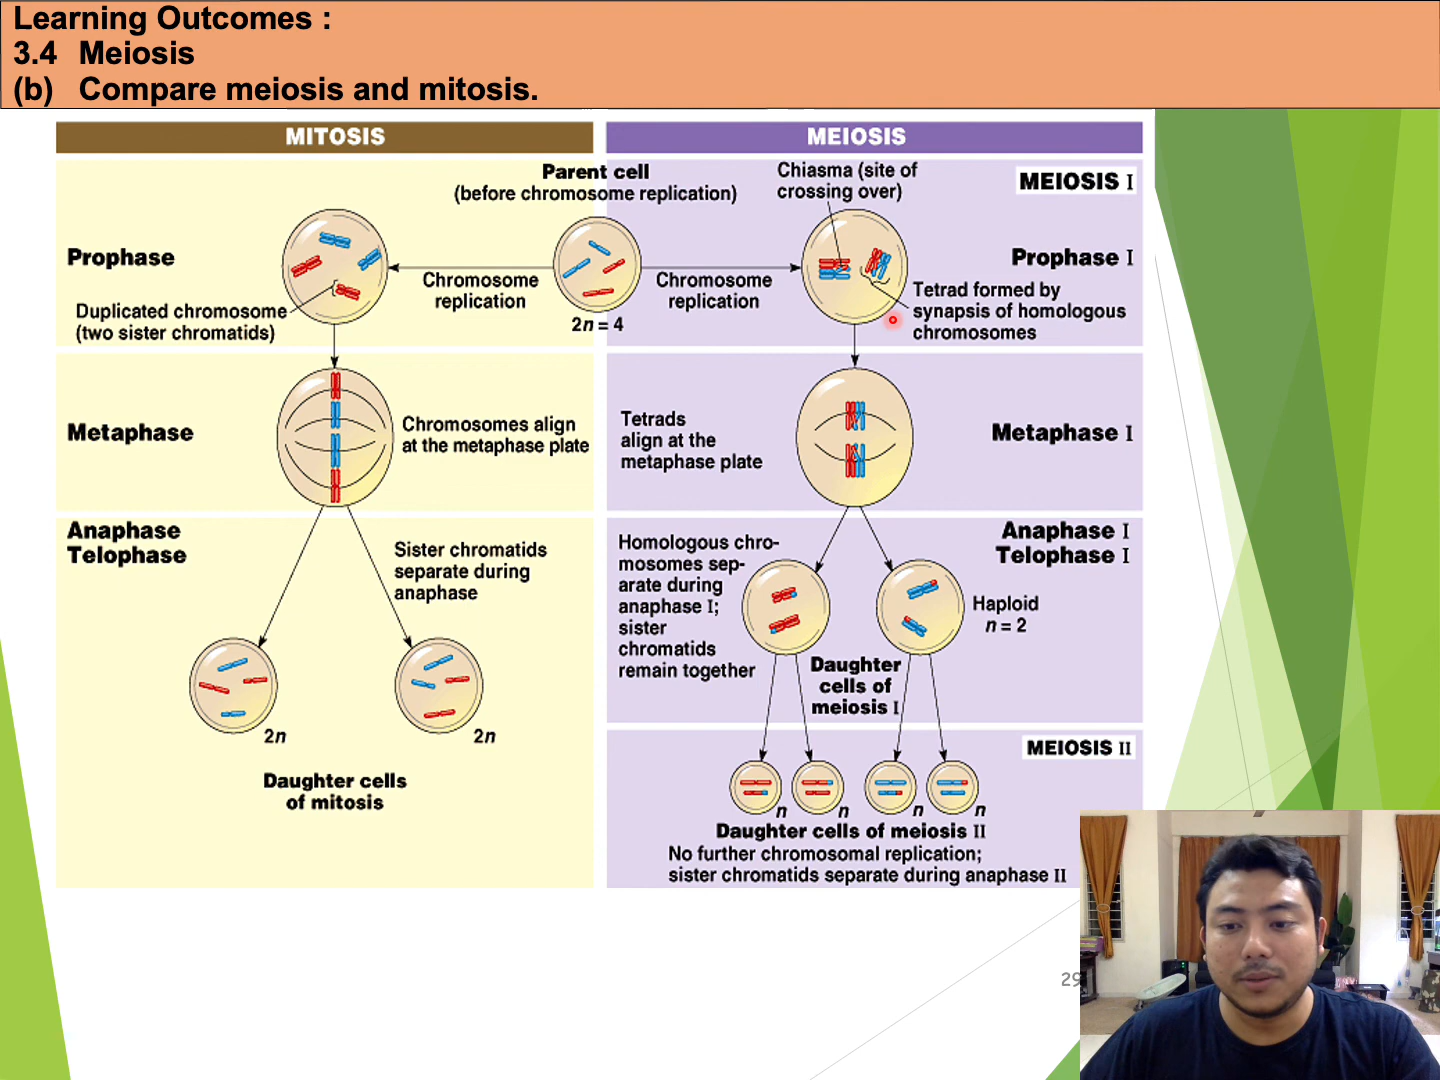 Learning Outcomes :
3.4 Meiosis
(b) Compare meiosis and mitosis.
MITOSIS
MEIOSIS
Parent cell
(before chromosome replication)
Chiasma (site of
crossing over)
MEIOSIS I
Prophase
Chromosome
replication
Chromosome
replication
Prophase I
Duplicated chromosome
(two sister chromatids)
2n = 4
Tetrad formed by
synapsis of homologous
chromosomes
Metaphase
Chromosomes align
at the metaphase plate
Tetrads
align at the
metaphase plate
Metaphase I
Anaphase
Telophase
Sister chromatids
separate during
anaphase
Homologous chro-
mosomes sep-
arate during
anaphase I;
sister
chromatids
remain together
Anaphase I
Telophase I
Haploid
n = 2
Daughter
cells of
meiosis I
2n
2n
Daughter cells
of mitosis
MEIOSIS II
n
n
n
n
Daughter cells of meiosis II
No further chromosomal replication;
sister chromatids separate during anaphase II
29